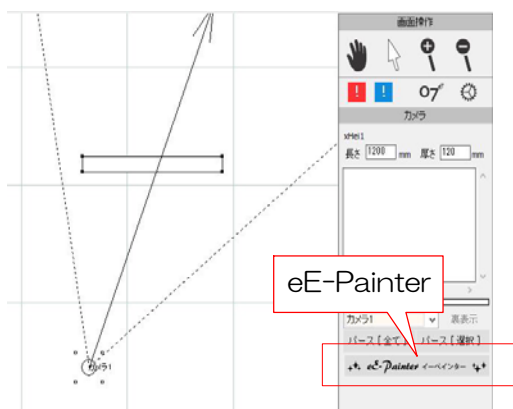 画面操作
! ! 07
カメラ
xHei1
長さ 1200 mm 厚さ 120 mm
eE-Painter
カメラ1 裏表示
パース[全て] パース[選択]
eE-Painter イーペインター
カメラ1